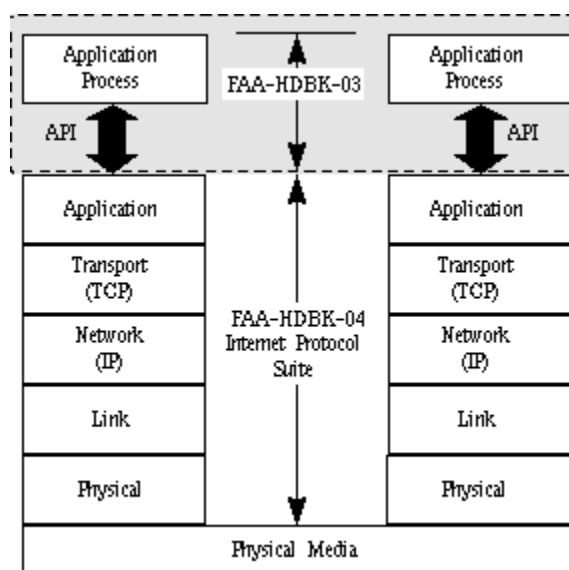 Application
Process
FAA-HDBK-03
Application
Process
API
API
Application
Application
Transport
(TCP)
Transport
(TCP)
FAA-HDBK-04
Internet Protocol
Suite
Network
(IP)
Network
(IP)
Link
Link
Physical
Physical
Physical Media